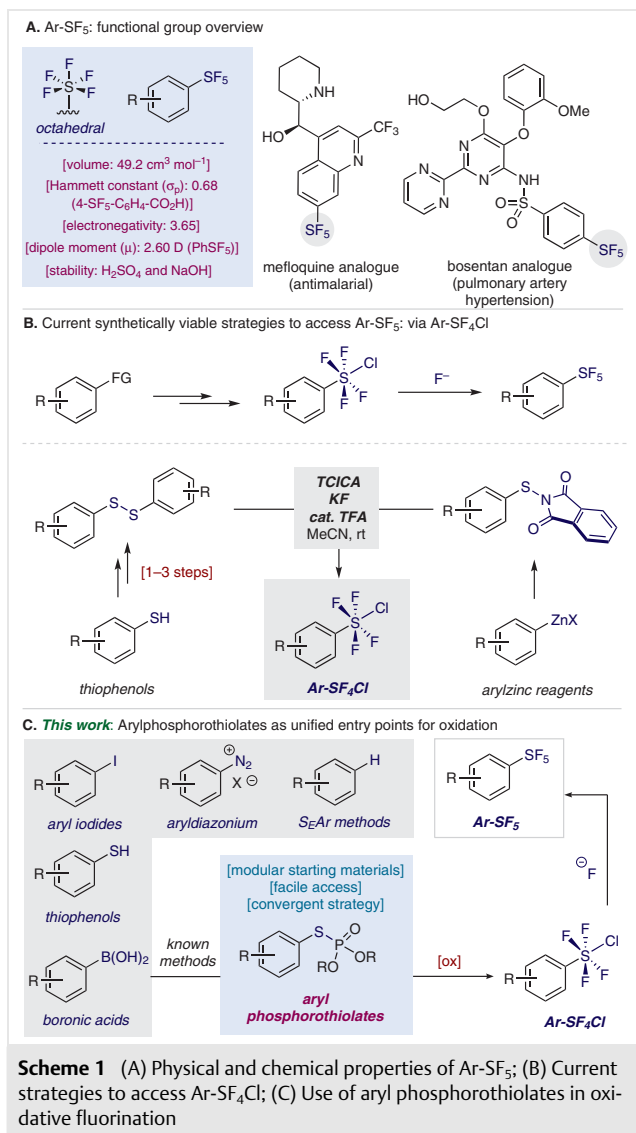 A. Ar-SF₅: functional group overview
F
F F
S
F F
octahedral
R
SF₅
[volume: 49.2 cm³ mol⁻¹]
[Hammett constant (σₚ): 0.68
(4-SF₅-C₆H₄-CO₂H)]
[electronegativity: 3.65]
[dipole moment (μ): 2.60 D (PhSF₅)]
[stability: H₂SO₄ and NaOH]
NH
HO
CF₃
N
SF₅
mefloquine analogue
(antimalarial)
HO
O
O
OMe
N
N
N
N
NH
O
S
O
SF₅
bosentan analogue
(pulmonary artery
hypertension)
B. Current synthetically viable strategies to access Ar-SF₅: via Ar-SF₄Cl
R
FG
R
F F
Cl
S
F F
F⁻
R
SF₅
R
S
S
R
[1–3 steps]
R
SH
thiophenols
TCICA
KF
cat. TFA
MeCN, rt
R
F F
Cl
S
F F
Ar-SF₄Cl
R
S
N
O
O
R
ZnX
arylzinc reagents
C. This work: Arylphosphorothiolates as unified entry points for oxidation
R
I
aryl iodides
R
⊕
N₂
X ⊖
aryldiazonium
R
H
SEAr methods
R
SF₅
Ar-SF₅
R
SH
thiophenols
R
B(OH)₂
boronic acids
known
methods
[modular starting materials]
[facile access]
[convergent strategy]
R
S
P
O
RO
OR
aryl
phosphorothiolates
[ox]
⊖
F
R
F F
Cl
S
F F
Ar-SF₄Cl
Scheme 1 (A) Physical and chemical properties of Ar-SF₅; (B) Current
strategies to access Ar-SF₄Cl; (C) Use of aryl phosphorothiolates in oxi-
dative fluorination